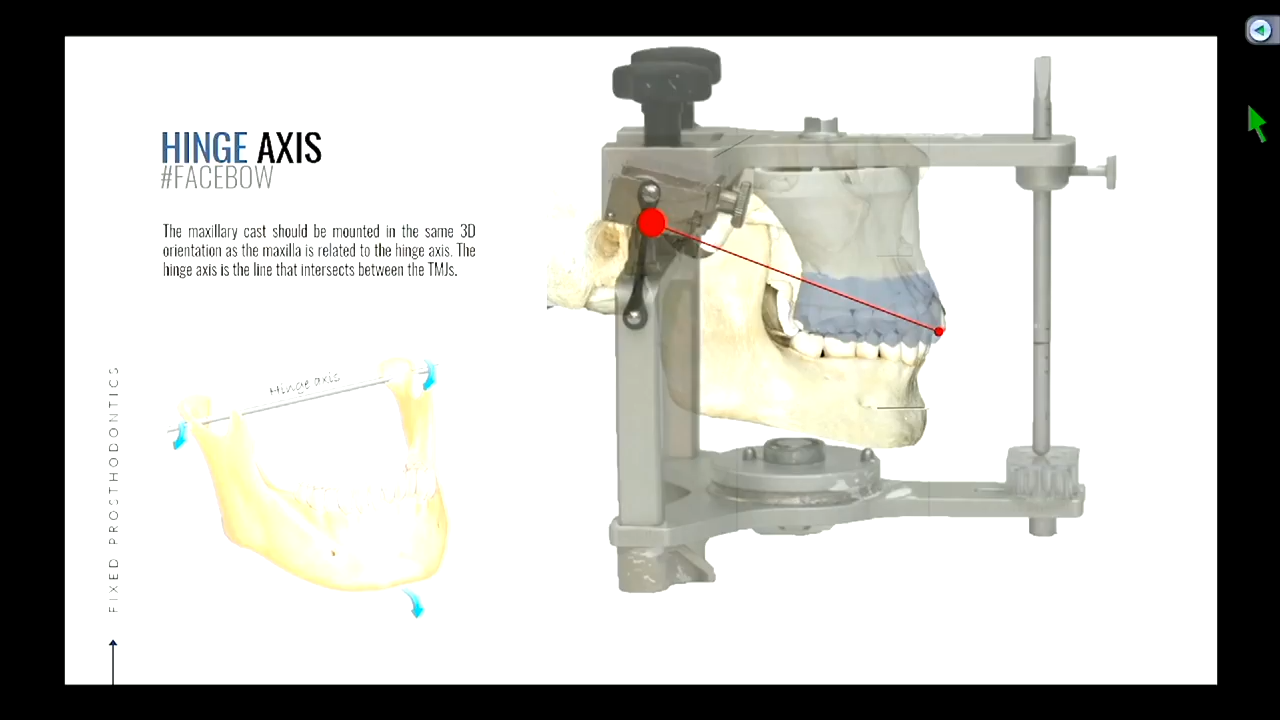 HINGE AXIS
#FACEBOW
The maxillary cast should be mounted in the same 3D
orientation as the maxilla is related to the hinge axis. The
hinge axis is the line that intersects between the TMJs.
Hinge axis
FIXED PROSTHODONTICS